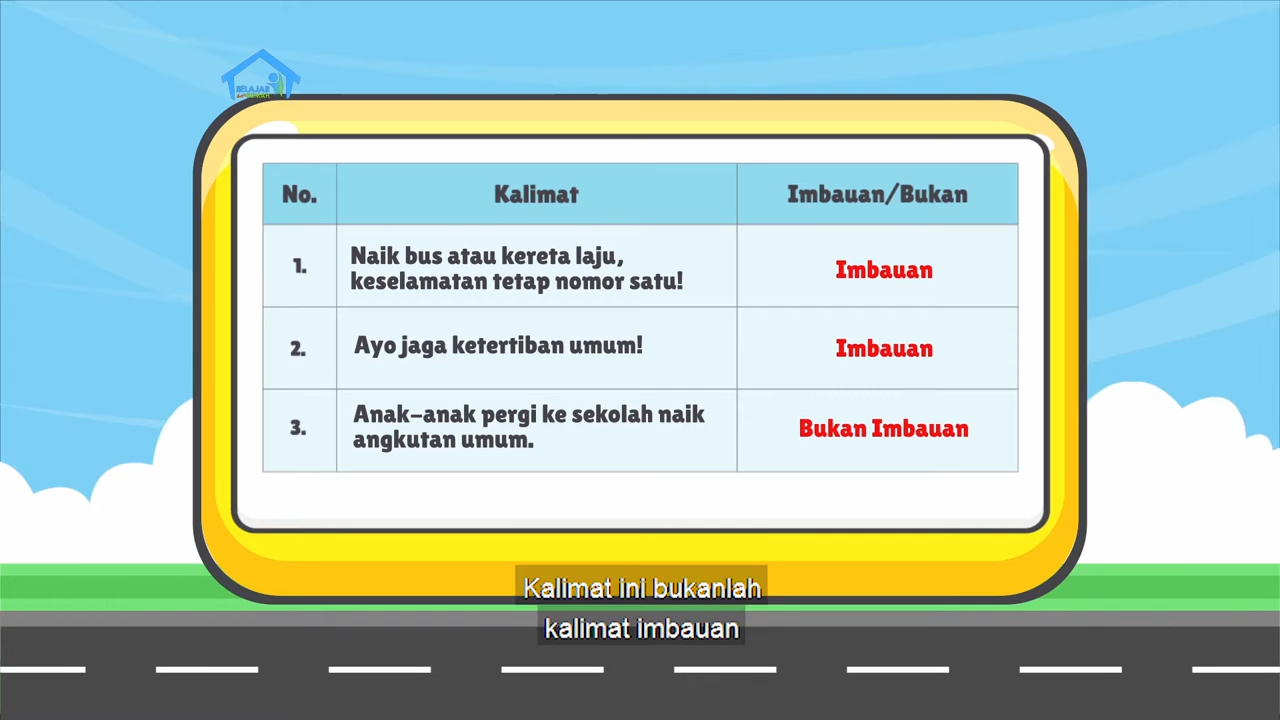 BELAJAR
No. Kalimat Imbauan/Bukan
1. Naik bus atau kereta laju,
keselamatan tetap nomor satu! Imbauan
2. Ayo jaga ketertiban umum! Imbauan
3. Anak-anak pergi ke sekolah naik
angkutan umum. Bukan Imbauan
Kalimat ini bukanlah
kalimat imbauan